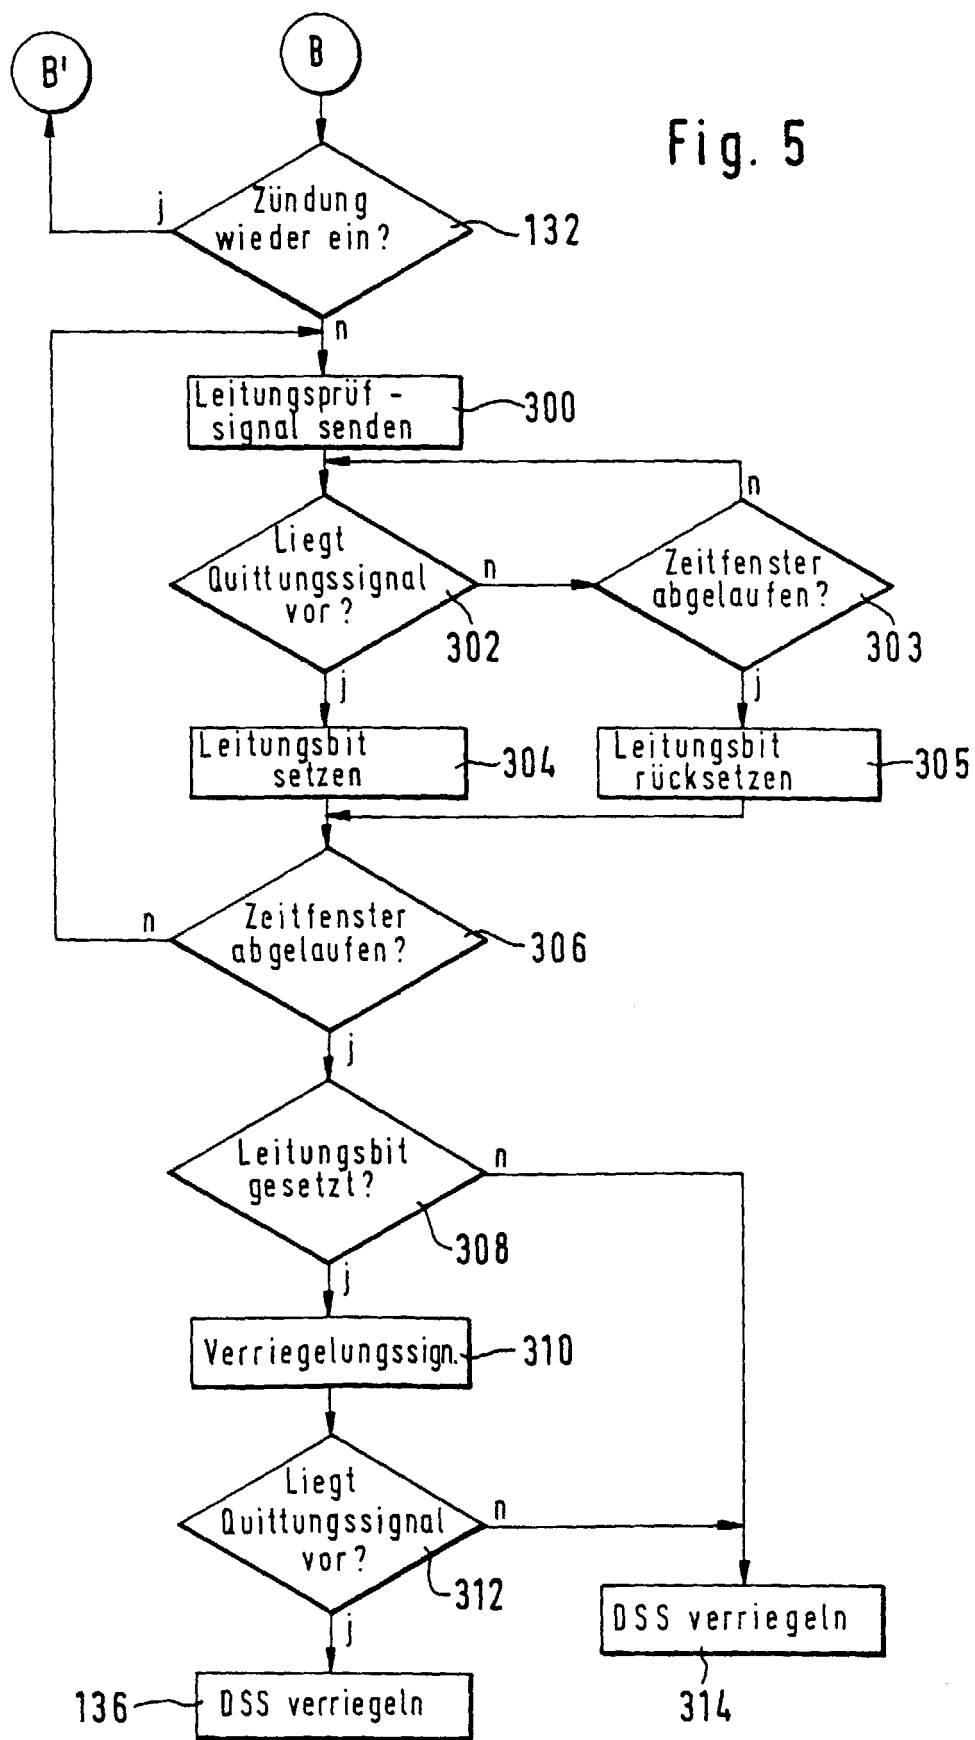 B'
B
Fig. 5
j
Zündung
wieder ein?
132
n
Leitungsprüf -
signal senden
300
n
Liegt
Quittungssignal
vor?
n
302
Zeitfenster
abgelaufen?
303
j
j
Leitungsbit
setzen
304
Leitungsbit
rücksetzen
305
n
Zeitfenster
abgelaufen?
306
j
Leitungsbit
gesetzt?
n
308
j
Verriegelungssign.
310
Liegt
Quittungssignal
vor?
n
312
j
DSS verriegeln
314
136
DSS verriegeln